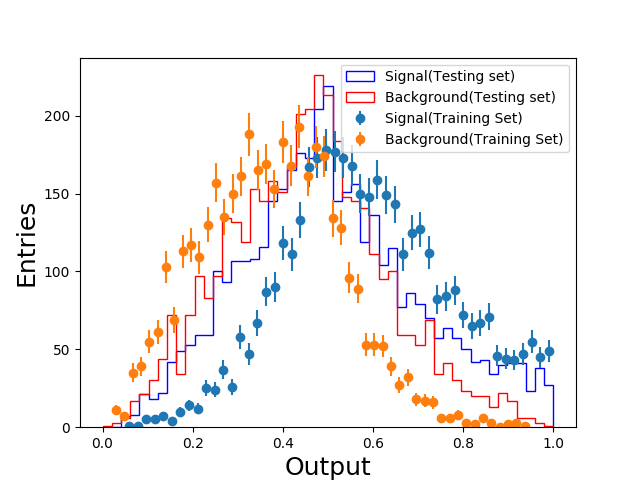 Signal(Testing set)
Background(Testing set)
Signal(Training Set)
Background(Training Set)
Entries
200
150
100
50
0
0.0 0.2 0.4 0.6 0.8 1.0
Output